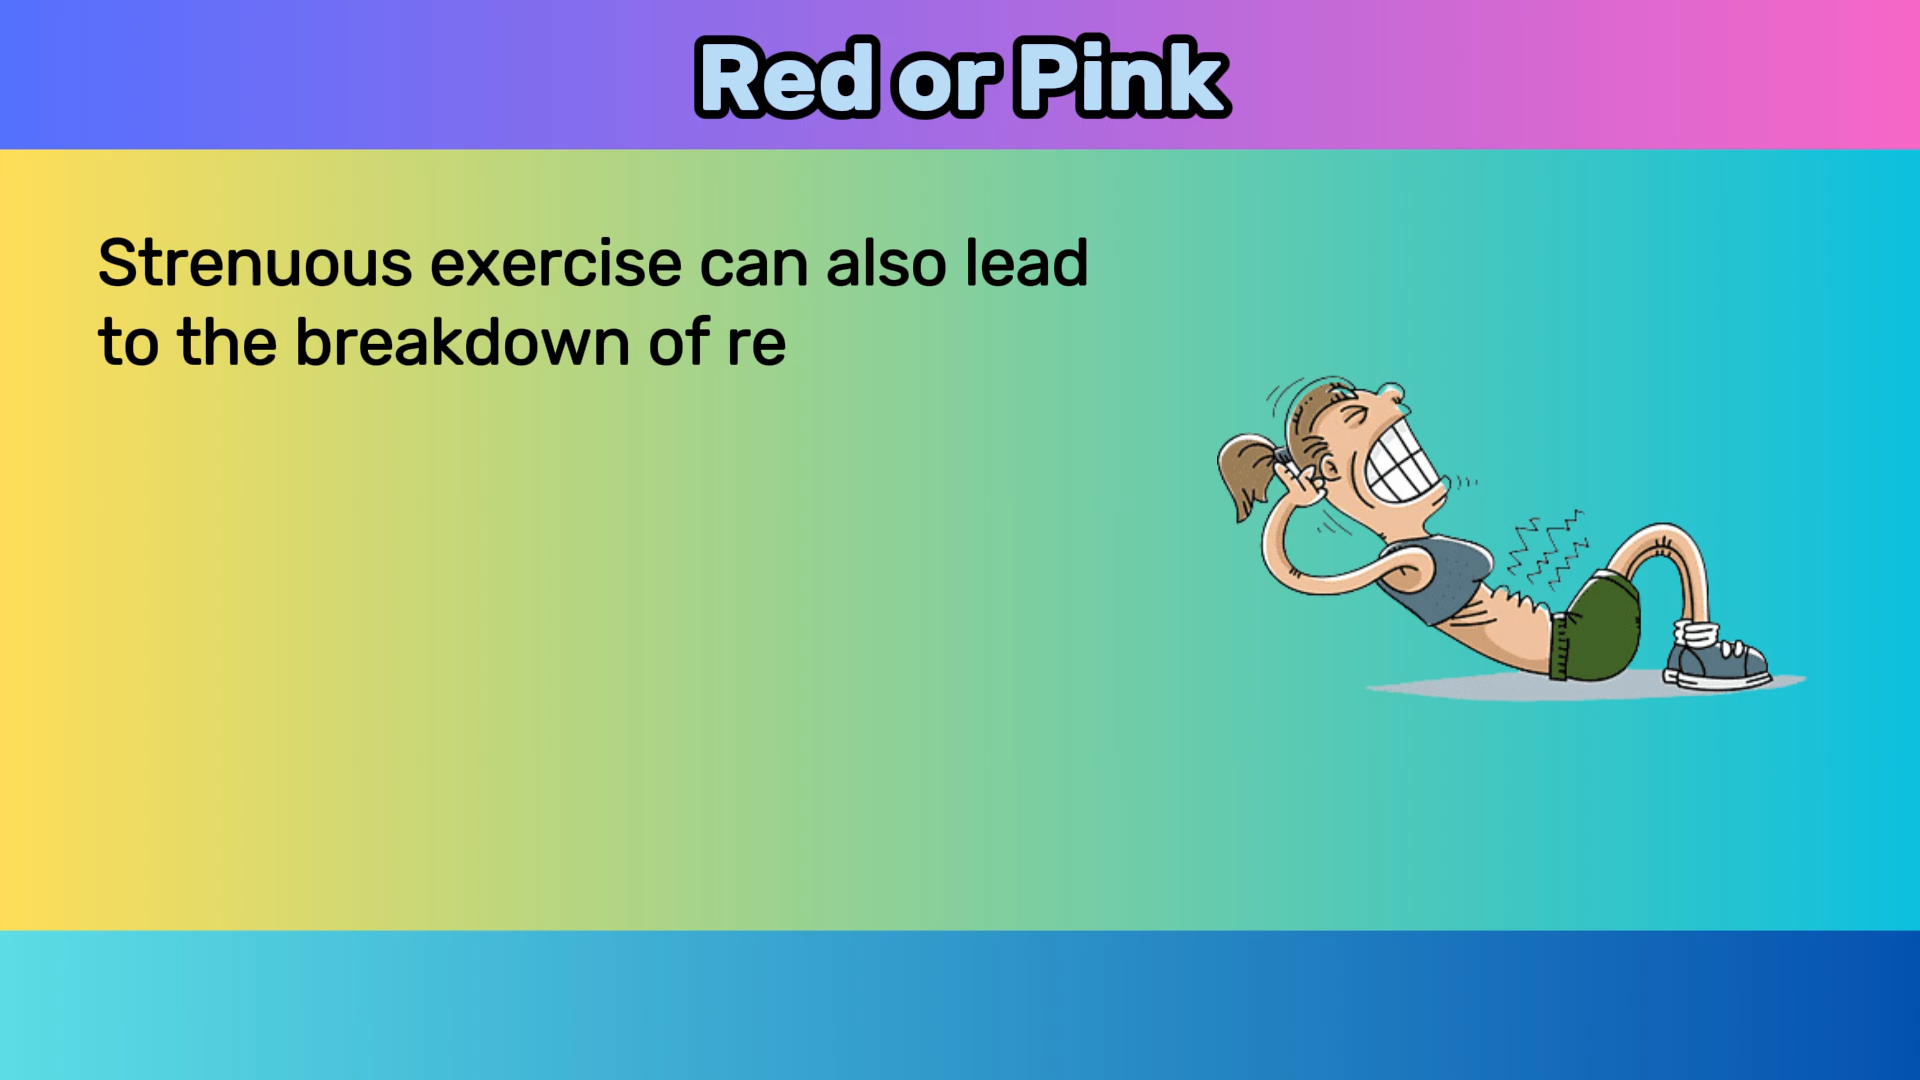 Red or Pink
Strenuous exercise can also lead
to the breakdown of re